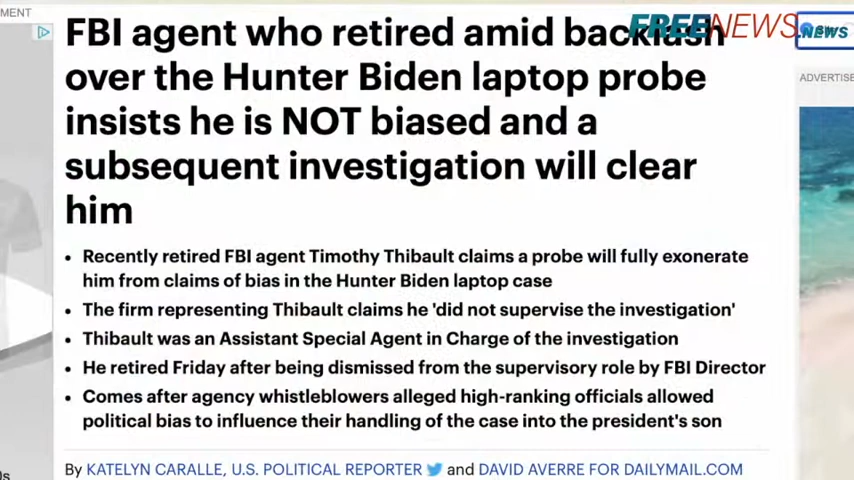 MENT
FREENEWS.
NEWS
FBI agent who retired amid backlash
over the Hunter Biden laptop probe
insists he is NOT biased and a
subsequent investigation will clear
him
ADVERTISE
• Recently retired FBI agent Timothy Thibault claims a probe will fully exonerate
him from claims of bias in the Hunter Biden laptop case
• The firm representing Thibault claims he 'did not supervise the investigation'
• Thibault was an Assistant Special Agent in Charge of the investigation
• He retired Friday after being dismissed from the supervisory role by FBI Director
• Comes after agency whistleblowers alleged high-ranking officials allowed
political bias to influence their handling of the case into the president's son
By KATELYN CARALLE, U.S. POLITICAL REPORTER and DAVID AVERRE FOR DAILYMAIL.COM